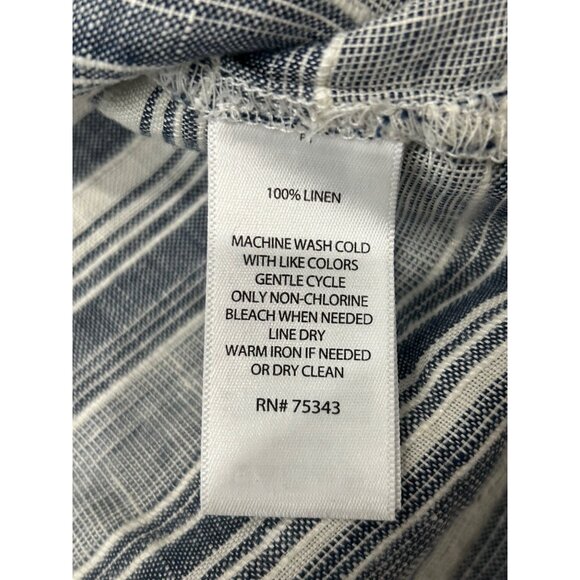 100% LINEN
MACHINE WASH COLD
WITH LIKE COLORS
GENTLE CYCLE
ONLY NON-CHLORINE
BLEACH WHEN NEEDED
LINE DRY
WARM IRON IF NEEDED
OR DRY CLEAN
RN# 75343